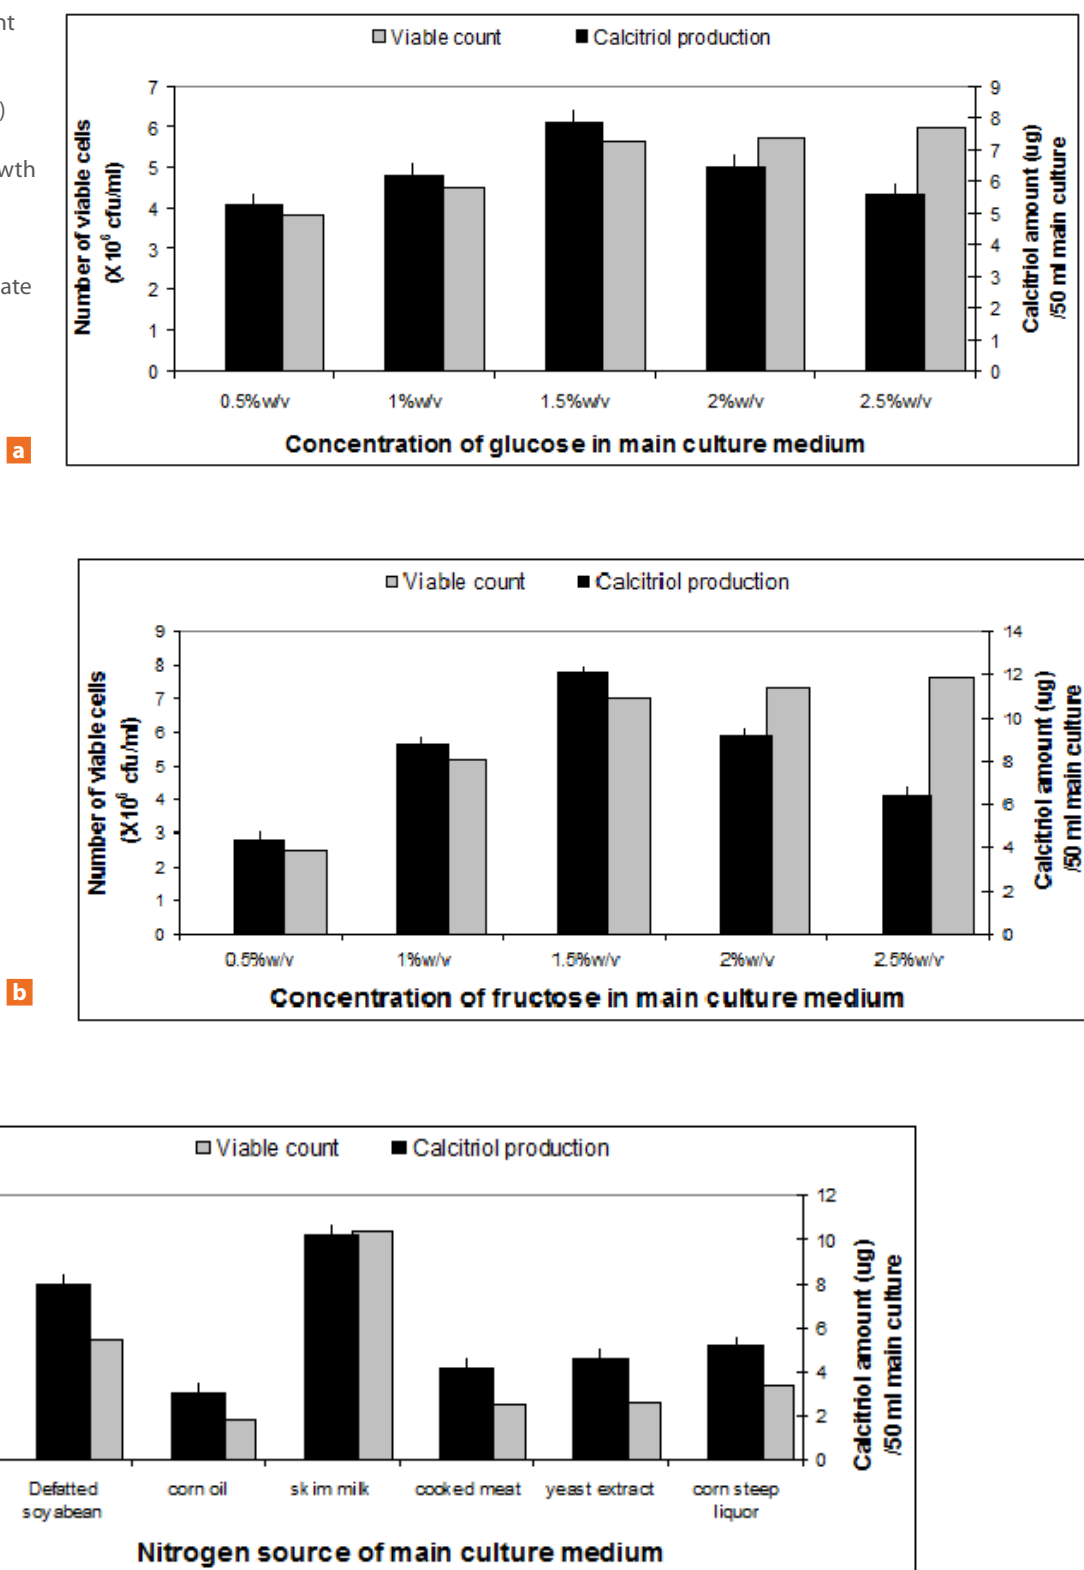 nt
)
wth
ate
Viable count Calcitriol production
Number of viable cells
(X 10⁶ cfu/ml)
7
6
5
4
3
2
1
0
9
8
7
6
5
4
3
2
1
0
Calcitriol amount (ug)
/50 ml main culture
0.5%w/v 1%w/v 1.5%w/v 2%w/v 2.5%w/v
Concentration of glucose in main culture medium
a
Viable count Calcitriol production
Number of viable cells
(X10⁶ cfu/ml)
9
8
7
6
5
4
3
2
1
0
14
12
10
8
6
4
2
0
Calcitriol amount (ug)
/50 ml main culture
0.5%w/v 1%w/v 1.5%w/v 2%w/v 2.5%w/v
Concentration of fructose in main culture medium
b
Viable count Calcitriol production
12
10
8
6
4
2
0
Calcitriol amount (ug)
/50 ml main culture
Defatted soyabean corn oil skim milk cooked meat yeast extract corn steep liquor
Nitrogen source of main culture medium